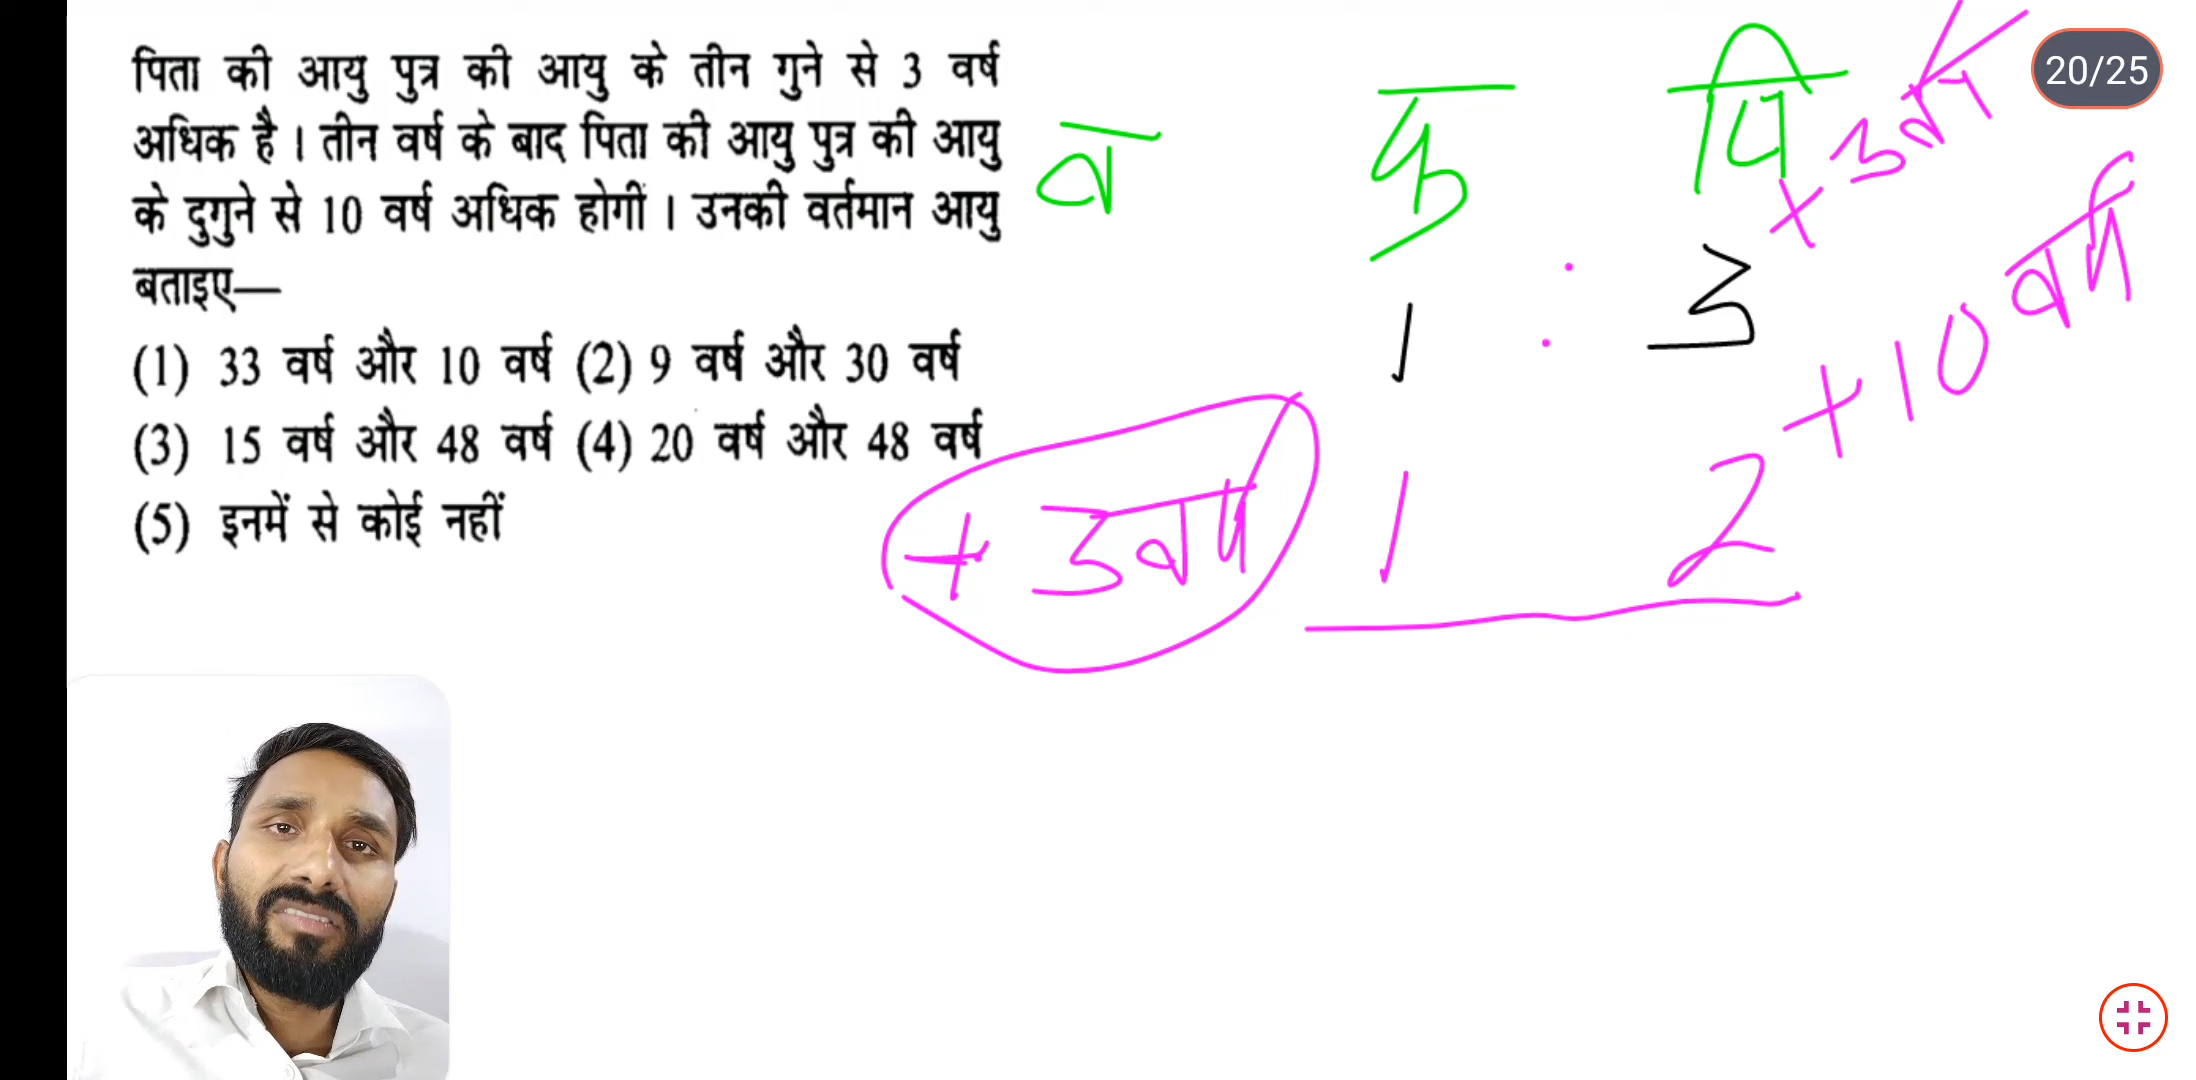 पिता की आयु पुत्र की आयु के तीन गुने से 3 वर्ष
अधिक है। तीन वर्ष के बाद पिता की आयु पुत्र की आयु
के दुगुने से 10 वर्ष अधिक होगीं। उनकी वर्तमान आयु
बताइए—
(1) 33 वर्ष और 10 वर्ष (2) 9 वर्ष और 30 वर्ष
(3) 15 वर्ष और 48 वर्ष (4) 20 वर्ष और 48 वर्ष
(5) इनमें से कोई नहीं
20/25
व
पि
+3वर्ष
1 : 3
+10 वर्ष
+ 3वर्ष 1 2